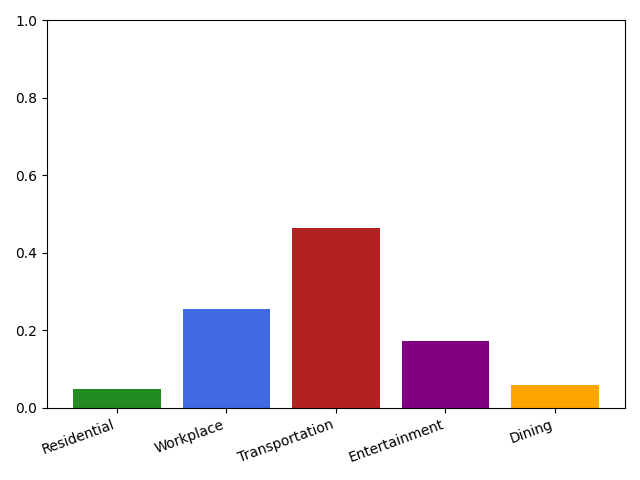 1.0
0.8
0.6
0.4
0.2
0.0
Residential
Workplace
Transportation
Entertainment
Dining